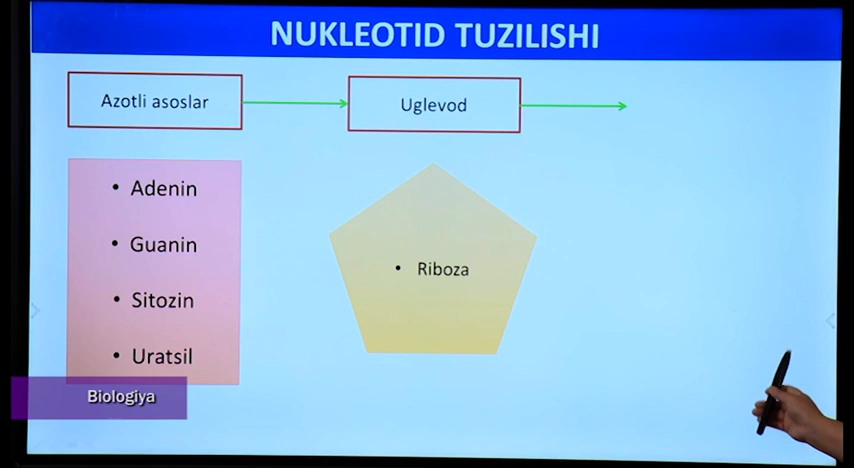 NUKLEOTID TUZILISHI
Azotli asoslar
Uglevod
• Adenin
• Guanin
• Sitozin
• Uratsil
• Riboza
Biologiya